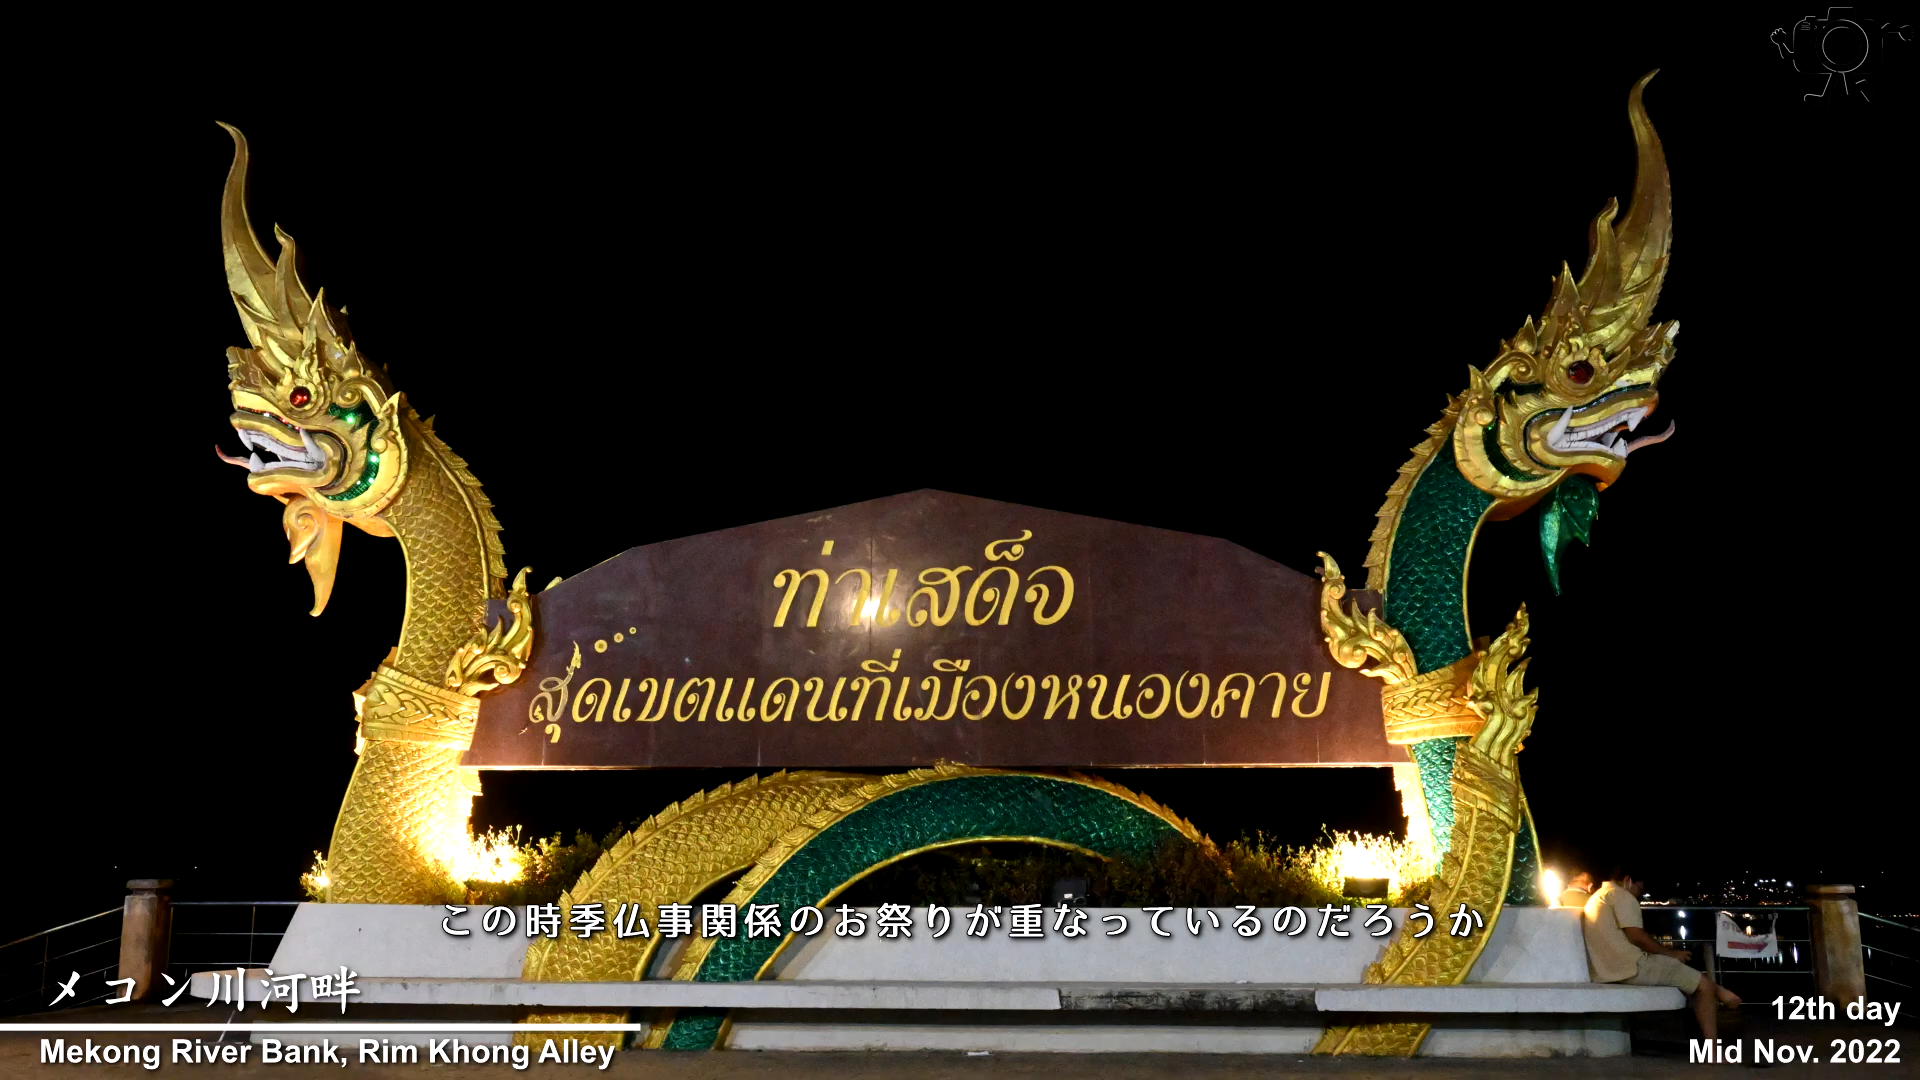 ท่าเสด็จ
สุดเขตแดนที่เมืองหนองคาย
この時季仏事関係のお祭りが重なっているのだろうか
メコン川河畔
Mekong River Bank, Rim Khong Alley
12th day
Mid Nov. 2022